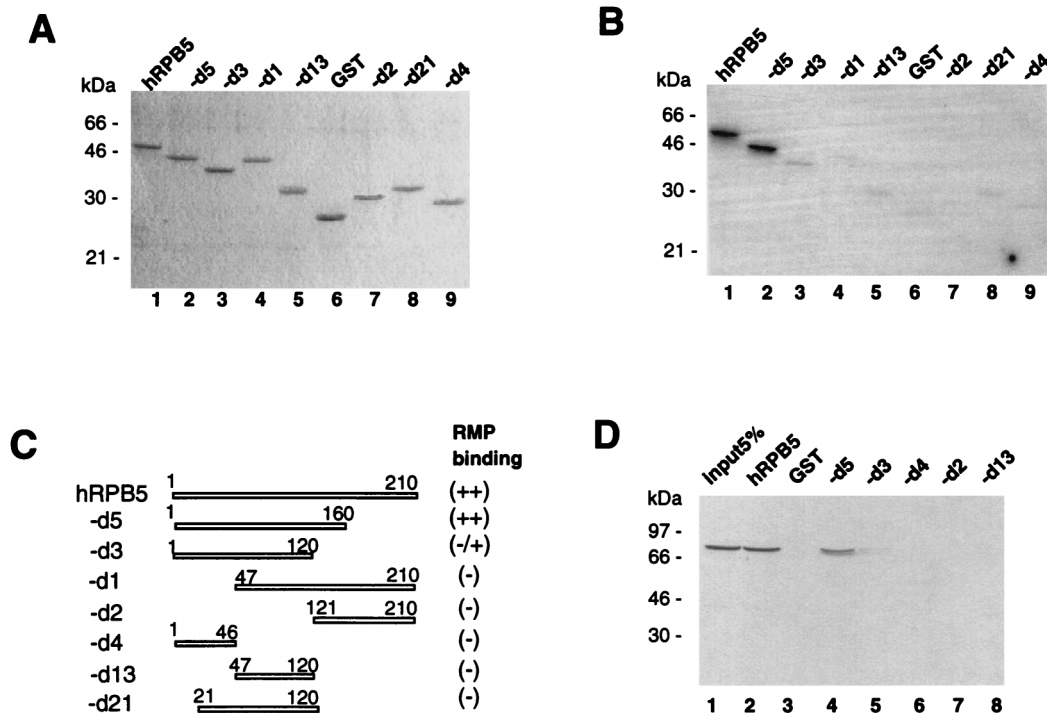 A
hRPB5 -d5 -d3 -d1 -d13 GST -d2 -d21 -d4
kDa
66 -
46 -
30 -
21 -
1 2 3 4 5 6 7 8 9
B
hRPB5 -d5 -d3 -d1 -d13 GST -d2 -d21 -d4
kDa
66 -
46 -
30 -
21 -
1 2 3 4 5 6 7 8 9
C
RMP
binding
hRPB5 1 210 (++)
-d5 1 160 (++)
-d3 1 120 (-/+)
-d1 47 210 (-)
-d2 121 210 (-)
-d4 1 46 (-)
-d13 47 120 (-)
-d21 21 120 (-)
D
input5% hRPB5 GST -d5 -d3 -d4 -d2 -d13
kDa
97 -
66 -
46 -
30 -
1 2 3 4 5 6 7 8